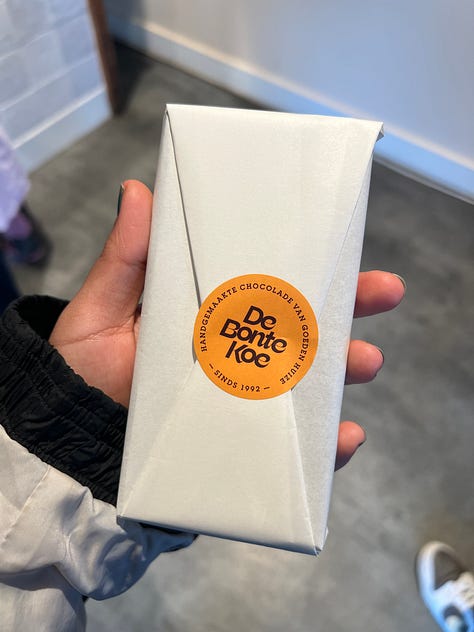 HANDGEMAAKTE CHOCOLADE VAN GOEDEN HUIZE
De
Bonte
Koe
— SINDS 1992 —